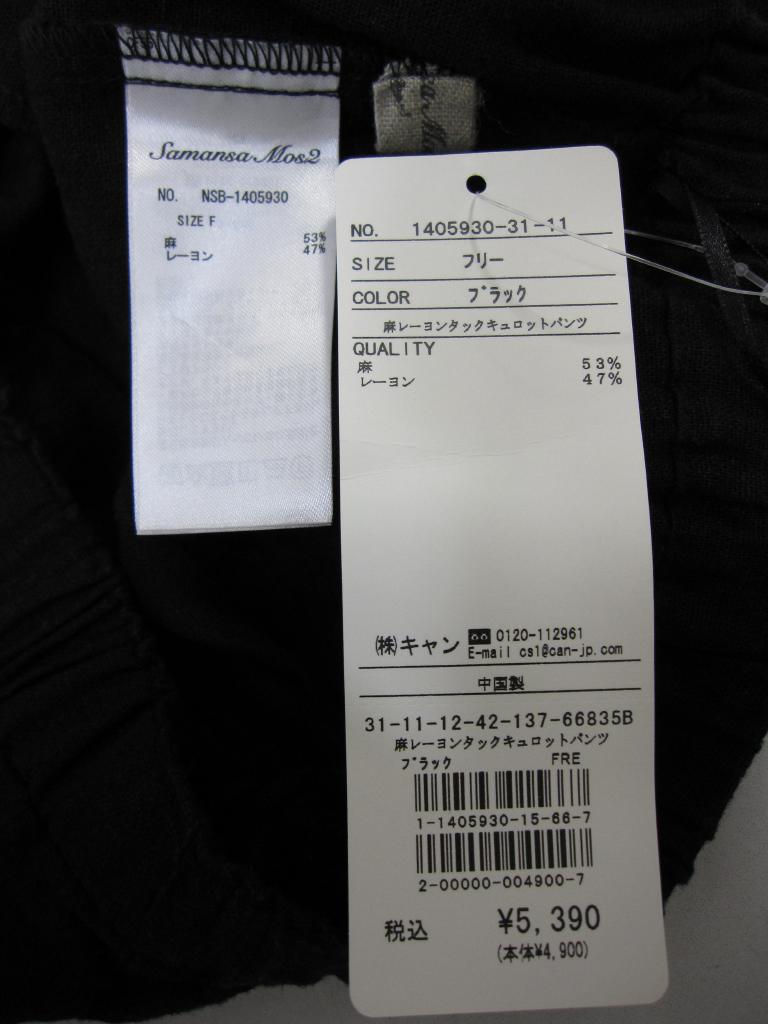 Samansa Mos2
NO. NSB-1405930
SIZE F
麻 53%
レーヨン 47%
NO. 1405930-31-11
SIZE フリー
COLOR ブラック
麻レーヨンタックキュロットパンツ
QUALITY
麻 53%
レーヨン 47%
㈱キャン 0120-112961
E-mail cs1@can-jp.com
中国製
31-11-12-42-137-66835B
麻レーヨンタックキュロットパンツ
ブラック FRE
1-1405930-15-66-7
2-00000-004900-7
税込 ¥5,390
(本体¥4,900)